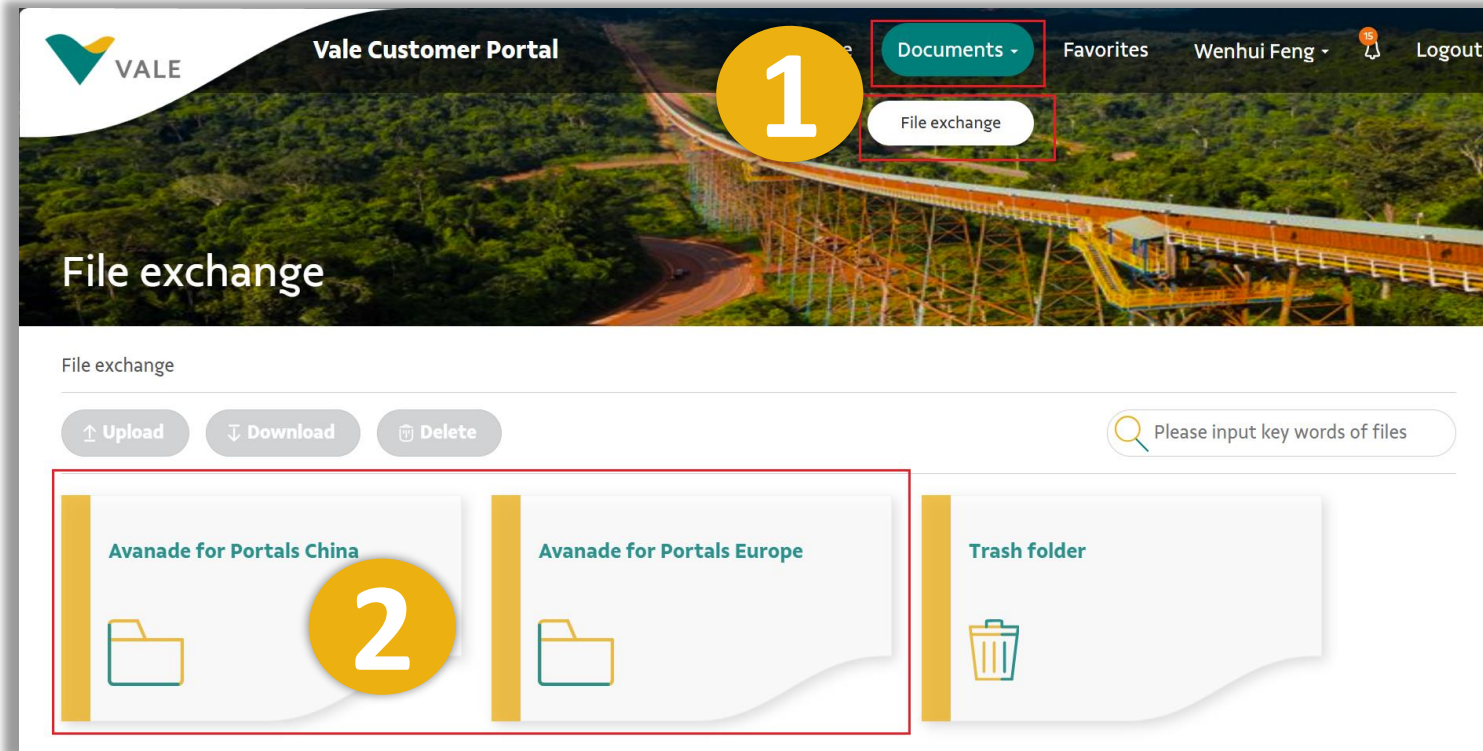 VALE
Vale Customer Portal
1
Documents
Favorites
Wenhui Feng
15
Logout
File exchange
File exchange
File exchange
Upload
Download
Delete
Please input key words of files
Avanade for Portals China
Avanade for Portals Europe
Trash folder
2